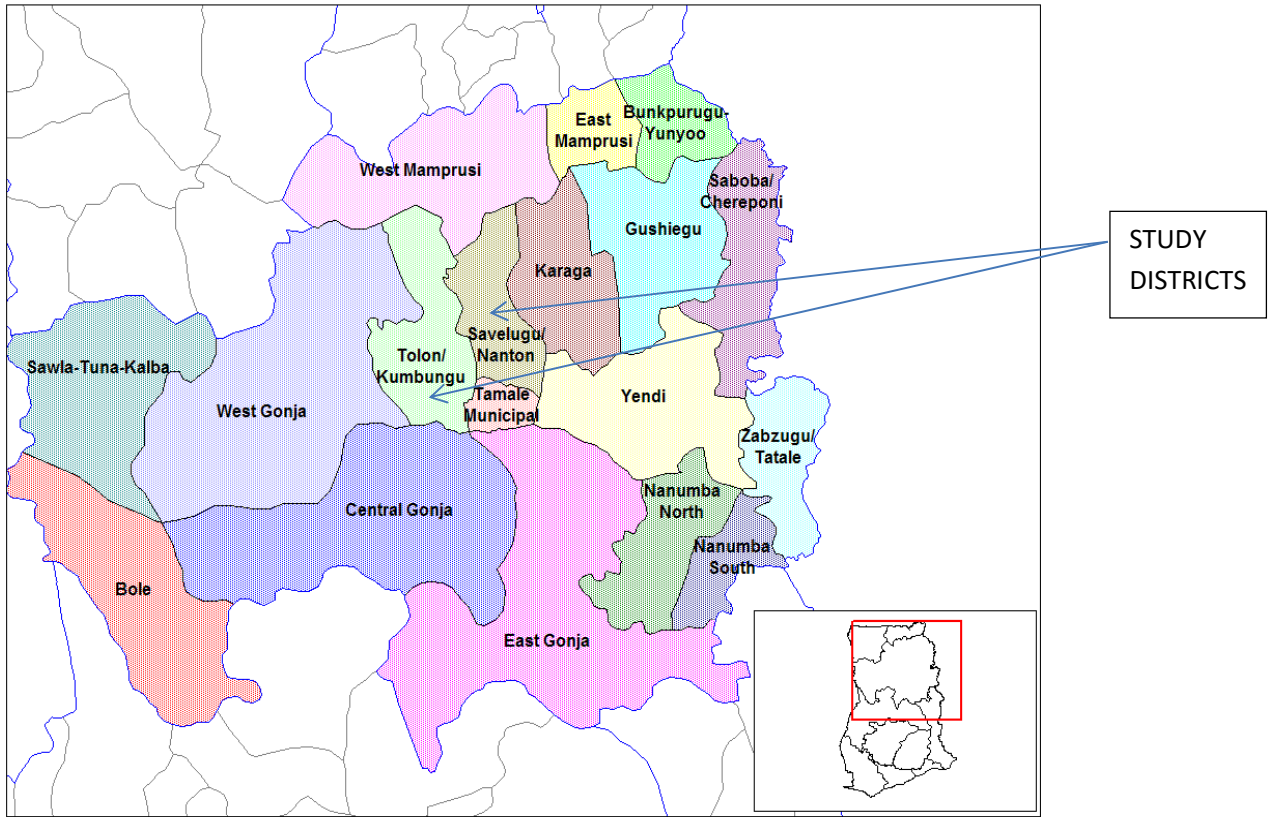 East
Mamprusi
Bunkpurugu-
Yunyoo
West Mamprusi
Saboba/
Chereponi
Gushiegu
Karaga
STUDY
DISTRICTS
Savelugu/
Nanton
Tolon/
Kumbungu
Sawla-Tuna-Kalba
West Gonja
Tamale
Municipal
Yendi
Zabzugu/
Tatale
Nanumba
North
Central Gonja
Nanumba
South
Bole
East Gonja